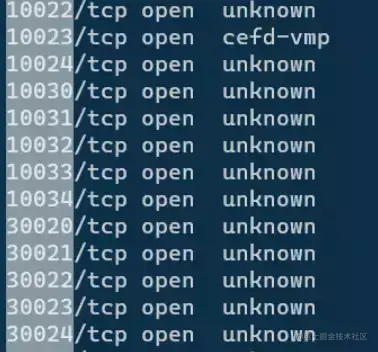 10022/tcp open  unknown
10023/tcp open  cefd-vmp
10024/tcp open  unknown
10030/tcp open  unknown
10031/tcp open  unknown
10032/tcp open  unknown
10033/tcp open  unknown
10034/tcp open  unknown
30020/tcp open  unknown
30021/tcp open  unknown
30022/tcp open  unknown
30023/tcp open  unknown
30024/tcp open  unknown
@稀土掘金技术社区